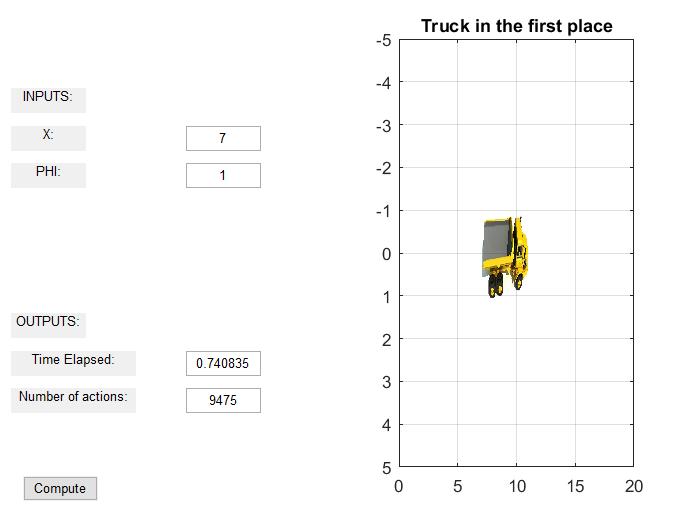 INPUTS:
X: 7
PHI: 1
OUTPUTS:
Time Elapsed: 0.740835
Number of actions: 9475
Compute
Truck in the first place
-5
-4
-3
-2
-1
0
1
2
3
4
5
0 5 10 15 20